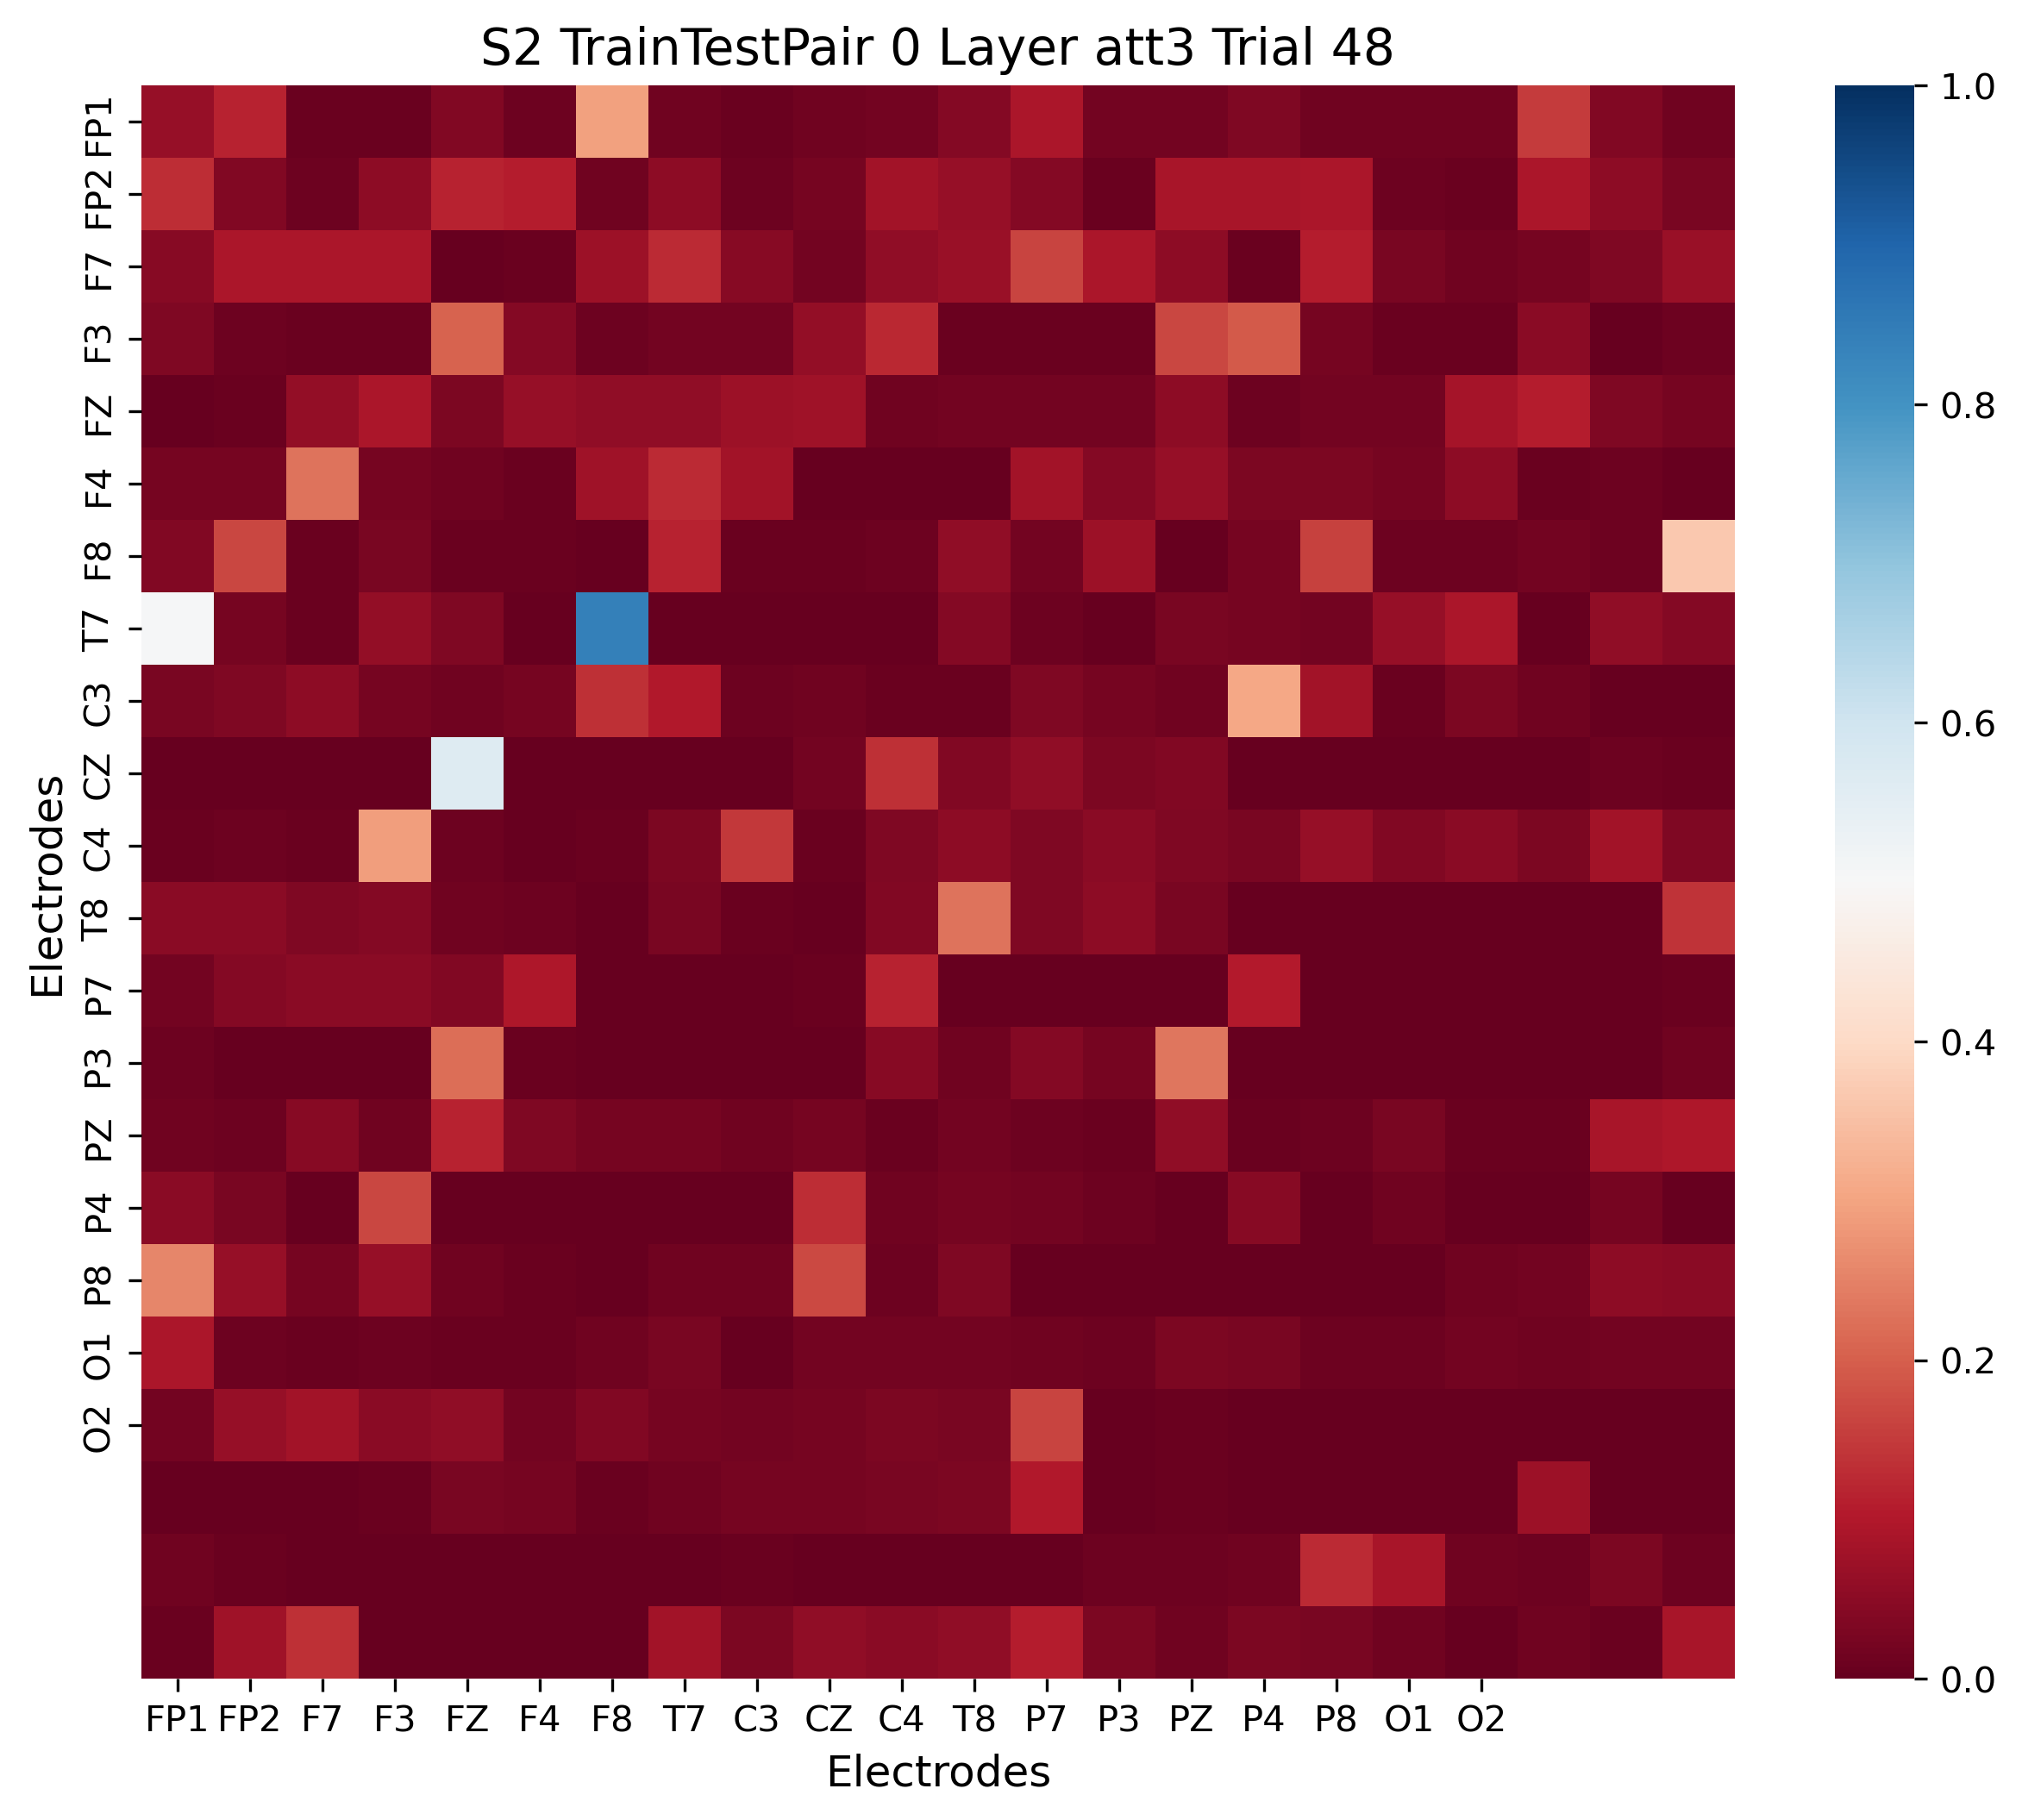 S2 TrainTestPair 0 Layer att3 Trial 48
Electrodes
FP1
FP2
F7
F3
FZ
F4
F8
T7
C3
CZ
C4
T8
P7
P3
PZ
P4
P8
O1
O2
FP1 FP2 F7 F3 FZ F4 F8 T7 C3 CZ C4 T8 P7 P3 PZ P4 P8 O1 O2
Electrodes
1.0
0.8
0.6
0.4
0.2
0.0